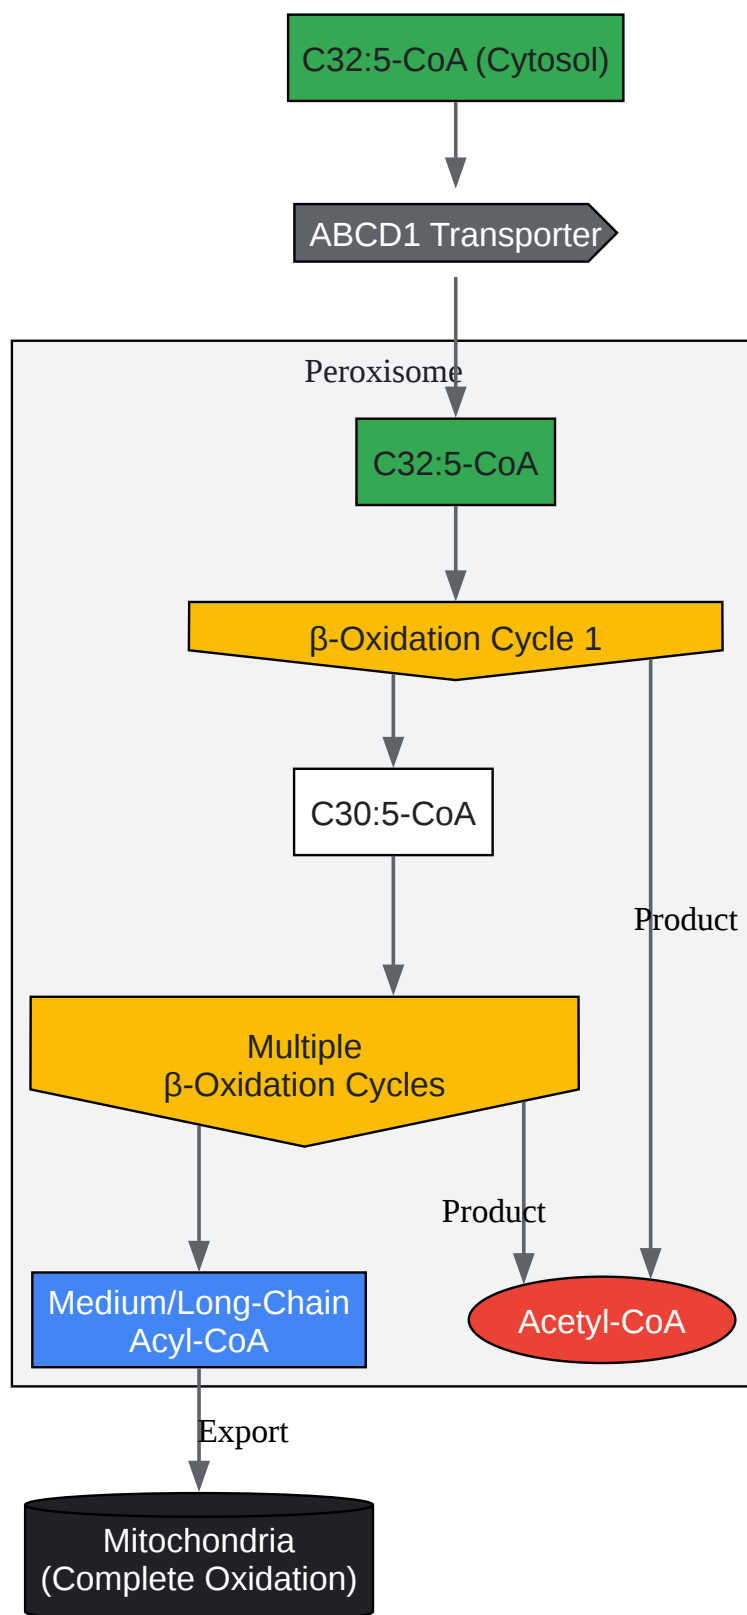 C32:5-CoA (Cytosol)
ABCD1 Transporter
Peroxisome
C32:5-CoA
β-Oxidation Cycle 1
C30:5-CoA
Product
Multiple
β-Oxidation Cycles
Product
Medium/Long-Chain
Acyl-CoA
Acetyl-CoA
Export
Mitochondria
(Complete Oxidation)